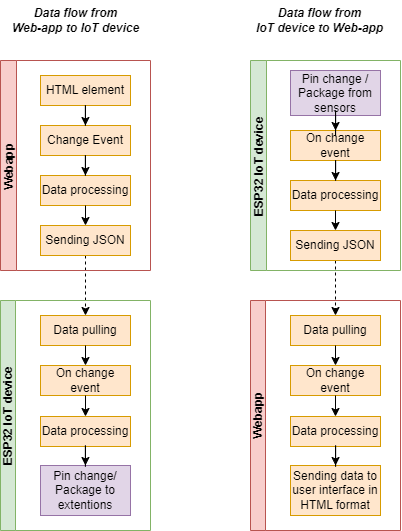 Data flow from
Web-app to IoT device
Webapp
HTML element
Change Event
Data processing
Sending JSON
ESP32 IoT device
Data pulling
On change
event
Data processing
Pin change/
Package to
extentions
Data flow from
IoT device to Web-app
ESP32 IoT device
Pin change /
Package from
sensors
On change
event
Data processing
Sending JSON
Webapp
Data pulling
On change
event
Data processing
Sending data to
user interface in
HTML format